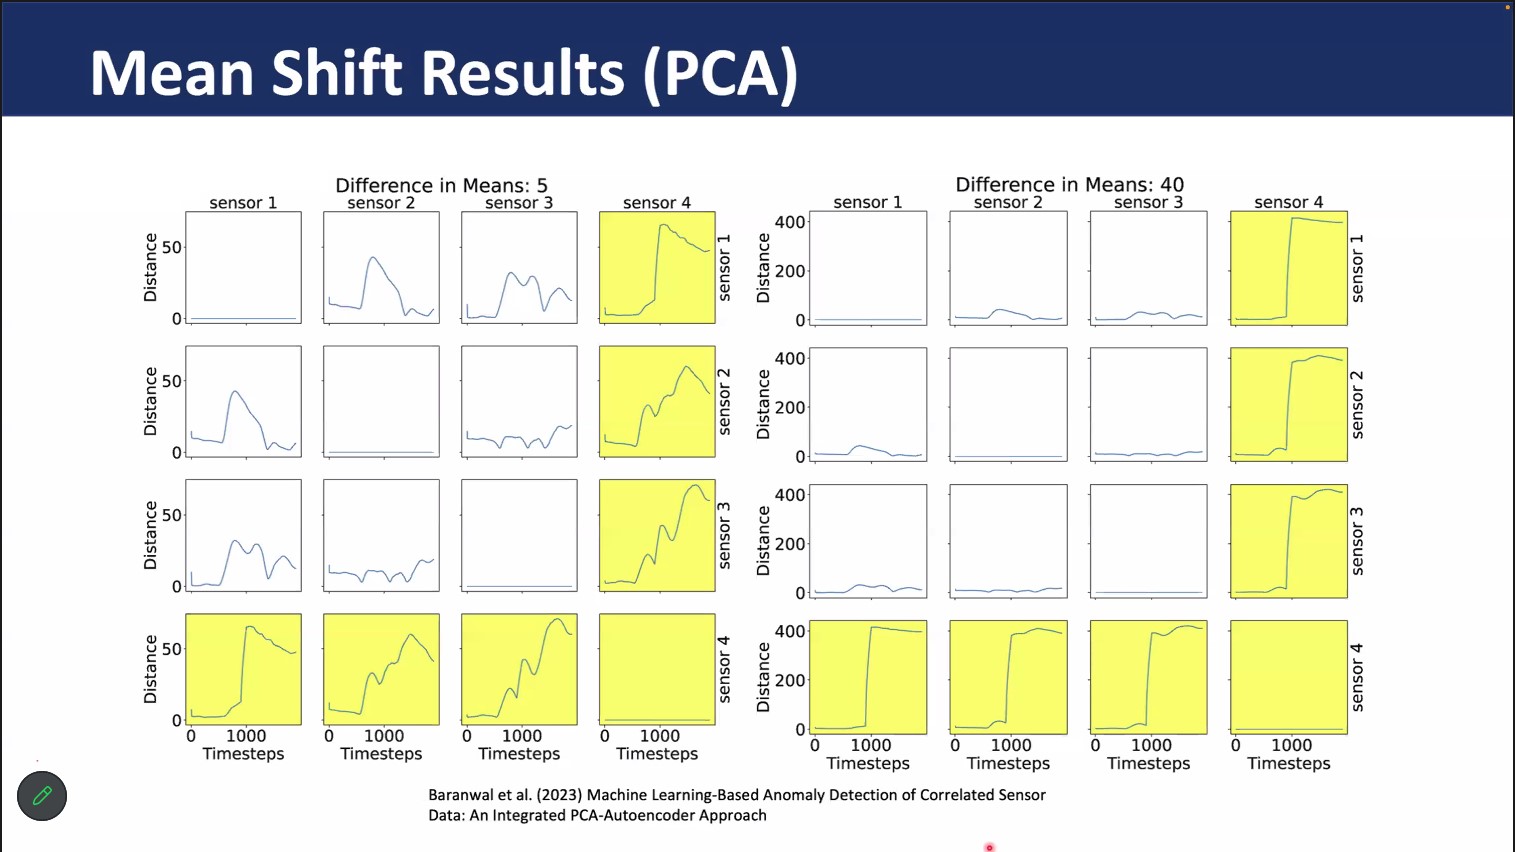 Mean Shift Results (PCA)
Difference in Means: 5
sensor 1 sensor 2 sensor 3 sensor 4
Distance 50 0 sensor 1
Distance 50 0 sensor 2
Distance 50 0 sensor 3
Distance 50 0 sensor 4
0 1000 0 1000 0 1000 0 1000
Timesteps Timesteps Timesteps Timesteps
Difference in Means: 40
sensor 1 sensor 2 sensor 3 sensor 4
Distance 400 200 0 sensor 1
Distance 400 200 0 sensor 2
Distance 400 200 0 sensor 3
Distance 400 200 0 sensor 4
0 1000 0 1000 0 1000 0 1000
Timesteps Timesteps Timesteps Timesteps
Baranwal et al. (2023) Machine Learning-Based Anomaly Detection of Correlated Sensor
Data: An Integrated PCA-Autoencoder Approach